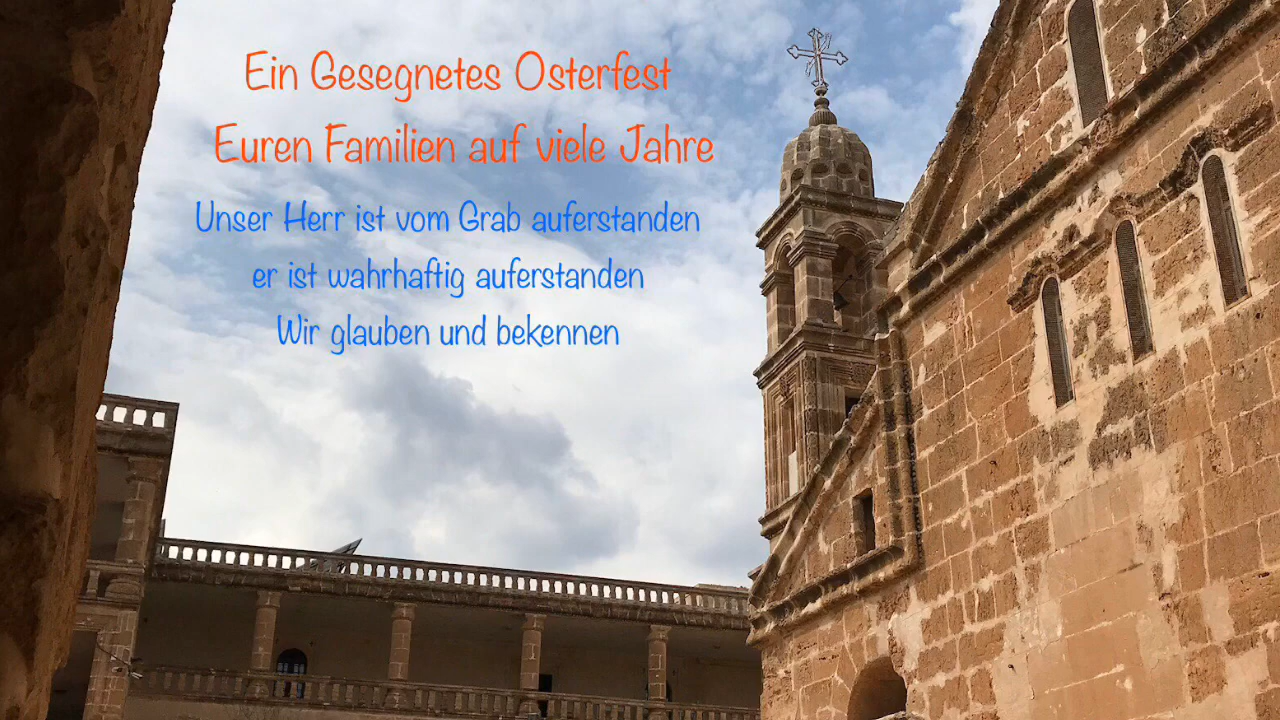 Ein Gesegnetes Osterfest
Euren Familien auf viele Jahre
Unser Herr ist vom Grab auferstanden
er ist wahrhaftig auferstanden
Wir glauben und bekennen